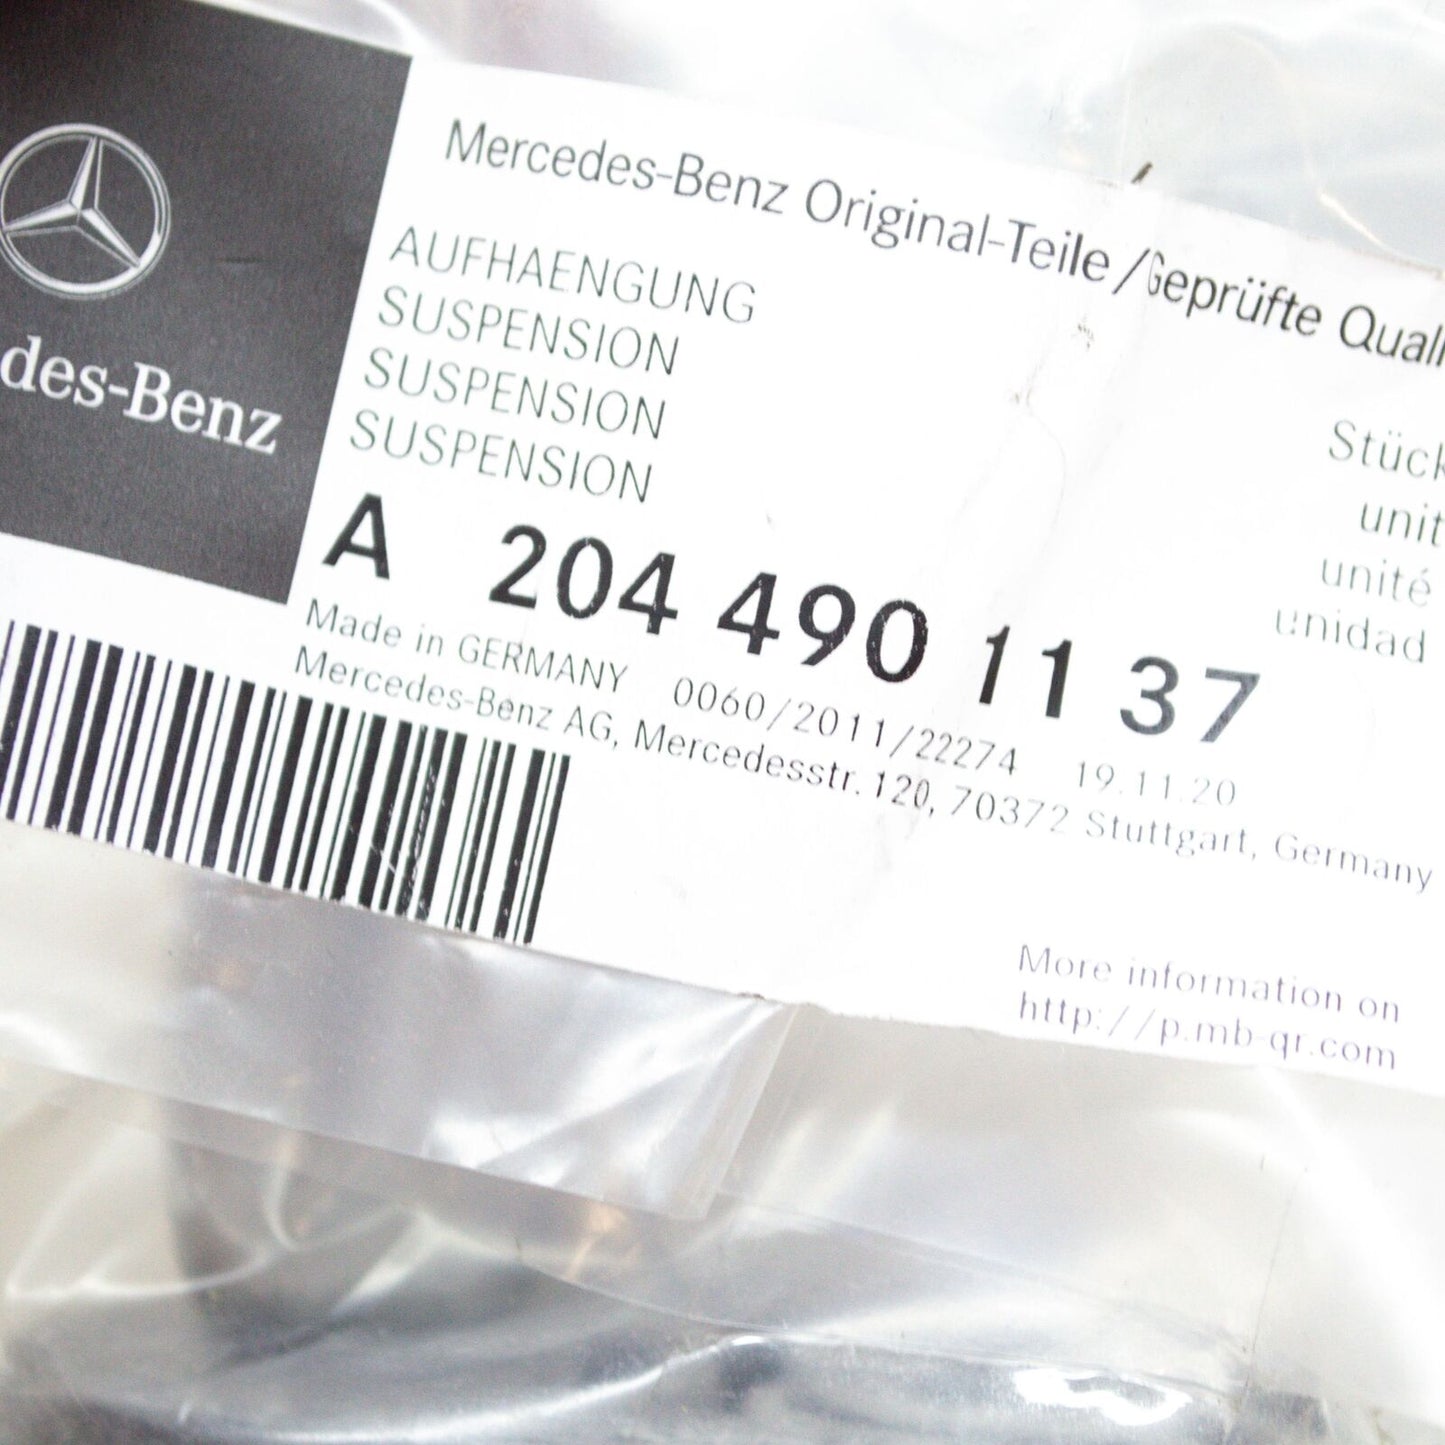 des-Benz
Mercedes-Benz Original-Teile/Geprüfte Quali
AUFHAENGUNG
SUSPENSION
SUSPENSION
SUSPENSION
Stück
unit
unité
unidad
A 204 490 11 37
Made in GERMANY 0060/2011/22274 19.11.20
Mercedes-Benz AG, Mercedesstr. 120, 70372 Stuttgart, Germany
More information on
http://p.mb-qr.com